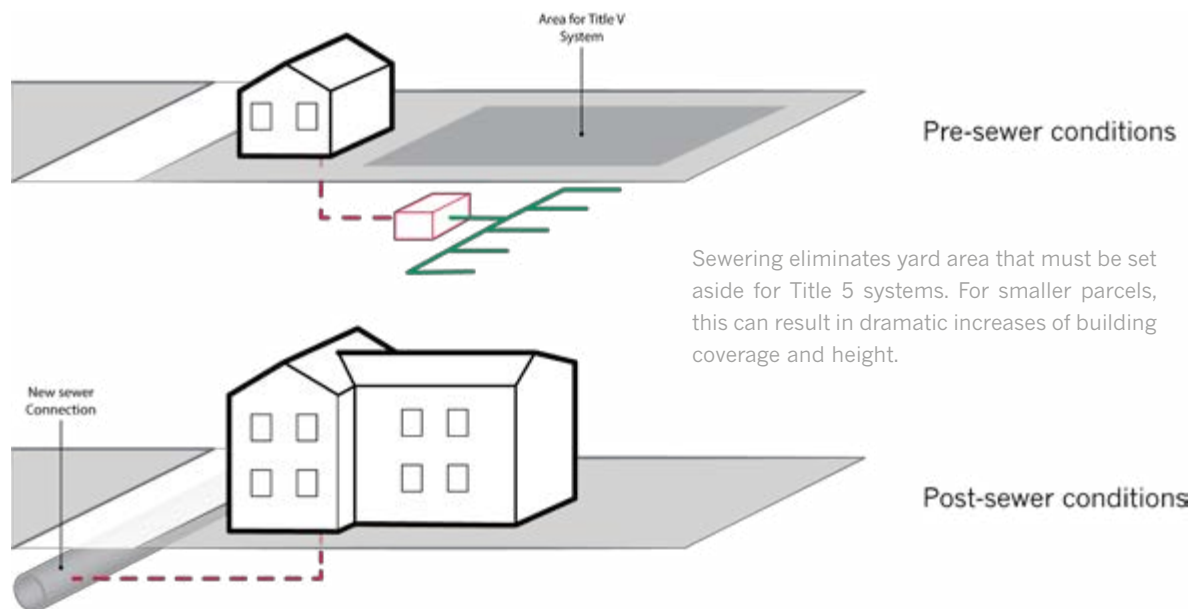 Area for Title V
System
Pre-sewer conditions
Sewering eliminates yard area that must be set
aside for Title 5 systems. For smaller parcels,
this can result in dramatic increases of building
coverage and height.
New sewer
Connection
Post-sewer conditions